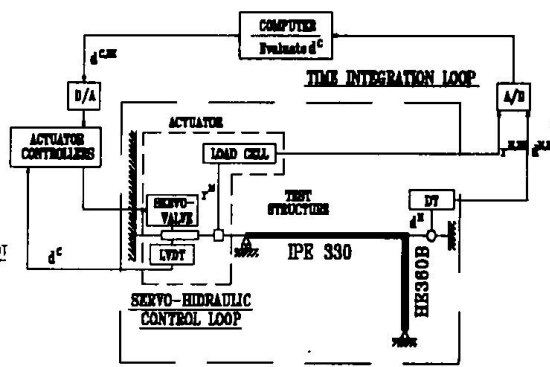 COMPUTER
Evaluate d^C
d^C,EX
TIME INTEGRATION LOOP
D/A
A/D
ACTUATOR
ACTUATOR
CONTROLLERS
LOAD CELL
r^M
TEST
STRUCTURE
DT
SERVO-
VALVE
d^M
IPE 330
LVDT
d^C
HE360B
SERVO-HIDRAULIC
CONTROL LOOP